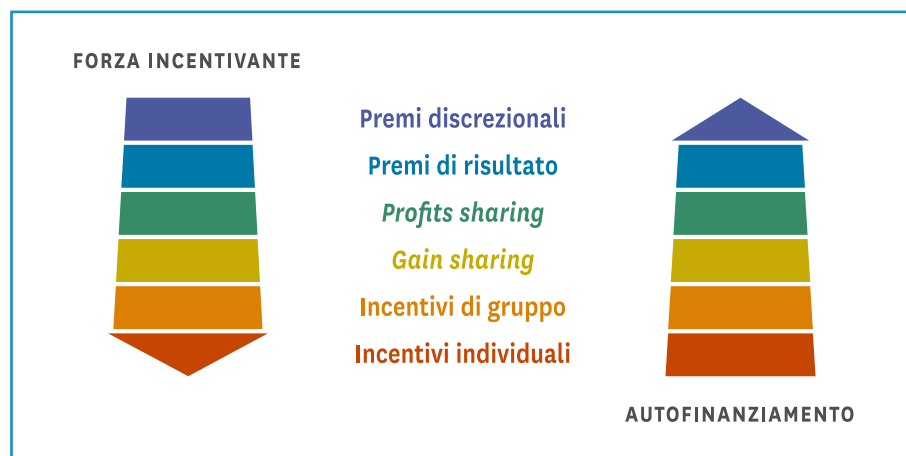 FORZA INCENTIVANTE
Premi discrezionali
Premi di risultato
Profits sharing
Gain sharing
Incentivi di gruppo
Incentivi individuali
AUTOFINANZIAMENTO